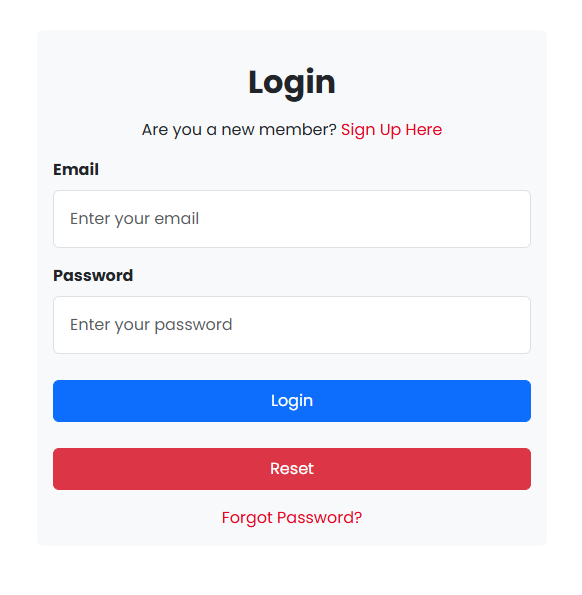 Login
Are you a new member? Sign Up Here
Email
Enter your email
Password
Enter your password
Login
Reset
Forgot Password?